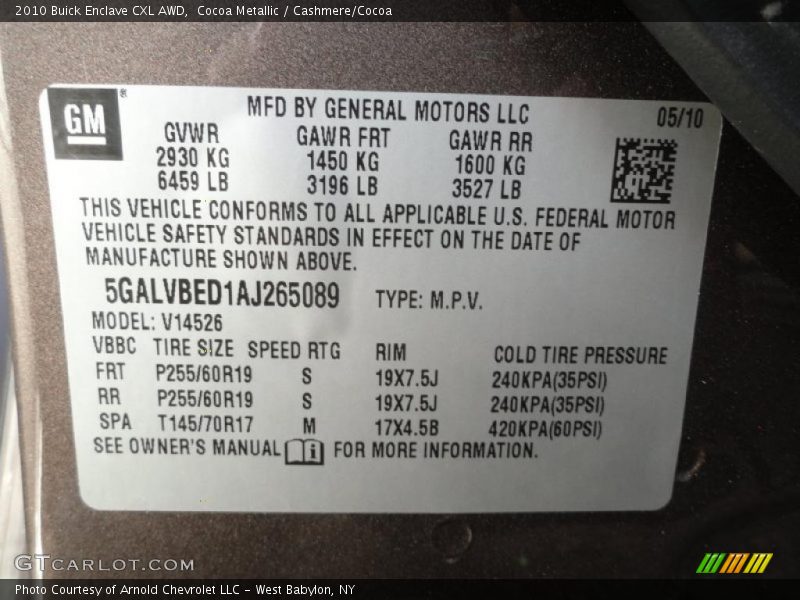 2010 Buick Enclave CXL AWD,  Cocoa Metallic / Cashmere/Cocoa
GM®
MFD BY GENERAL MOTORS LLC 05/10
GVWR GAWR FRT GAWR RR
2930 KG 1450 KG 1600 KG
6459 LB 3196 LB 3527 LB
THIS VEHICLE CONFORMS TO ALL APPLICABLE U.S. FEDERAL MOTOR
VEHICLE SAFETY STANDARDS IN EFFECT ON THE DATE OF
MANUFACTURE SHOWN ABOVE.
5GALVBED1AJ265089 TYPE: M.P.V.
MODEL: V14526
VBBC TIRE SIZE SPEED RTG RIM COLD TIRE PRESSURE
FRT P255/60R19 S 19X7.5J 240KPA(35PSI)
RR P255/60R19 S 19X7.5J 240KPA(35PSI)
SPA T145/70R17 M 17X4.5B 420KPA(60PSI)
SEE OWNER'S MANUAL i FOR MORE INFORMATION.
GTCARLOT.COM
Photo Courtesy of Arnold Chevrolet LLC - West Babylon, NY